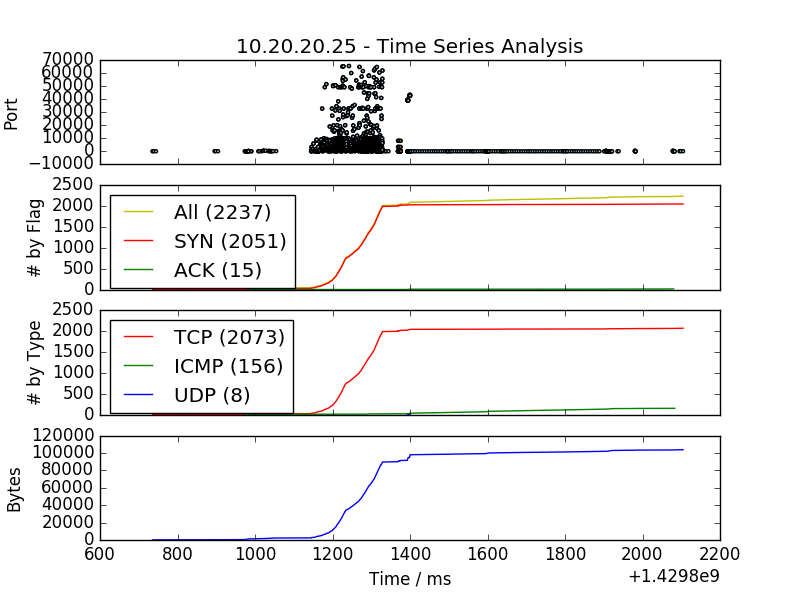 10.20.20.25 - Time Series Analysis
70000
60000
50000
40000
30000
20000
10000
0
−10000
Port
2500
2000
1500
1000
500
0
# by Flag
All (2237)
SYN (2051)
ACK (15)
2500
2000
1500
1000
500
0
# by Type
TCP (2073)
ICMP (156)
UDP (8)
120000
100000
80000
60000
40000
20000
0
Bytes
600 800 1000 1200 1400 1600 1800 2000 2200
Time / ms
+1.4298e9